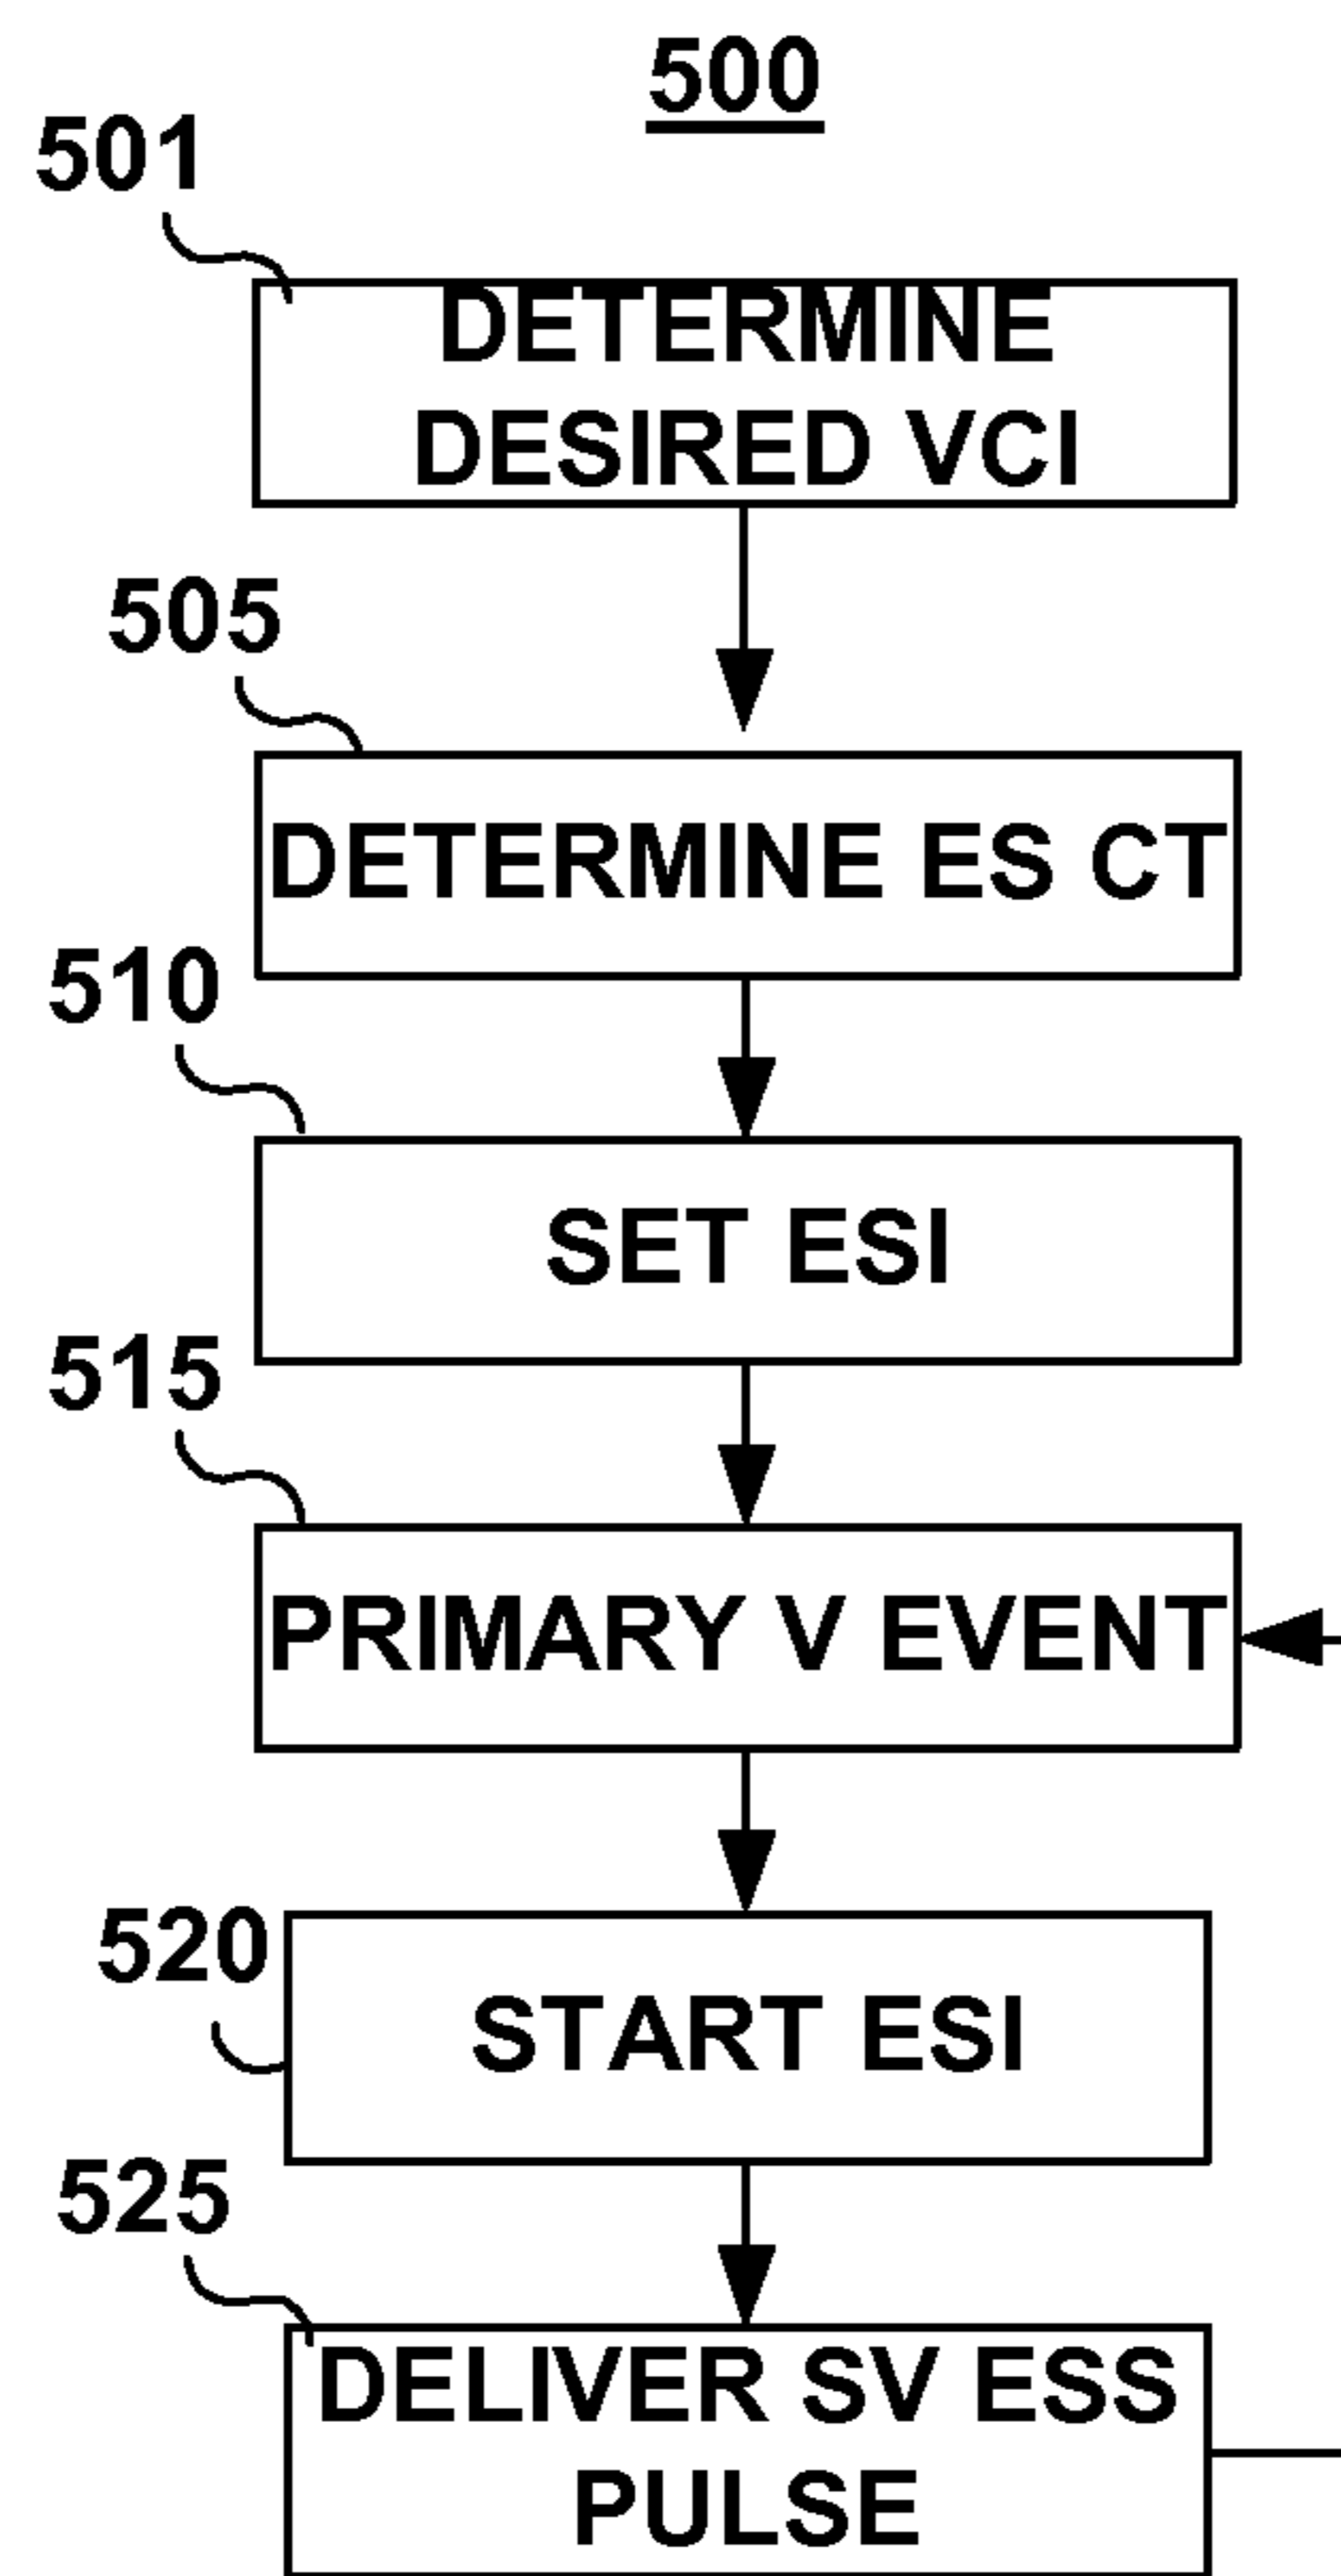 500
501
DETERMINE
DESIRED VCI
505
DETERMINE ES CT
510
SET ESI
515
PRIMARY V EVENT
520
START ESI
525
DELIVER SV ESS
PULSE